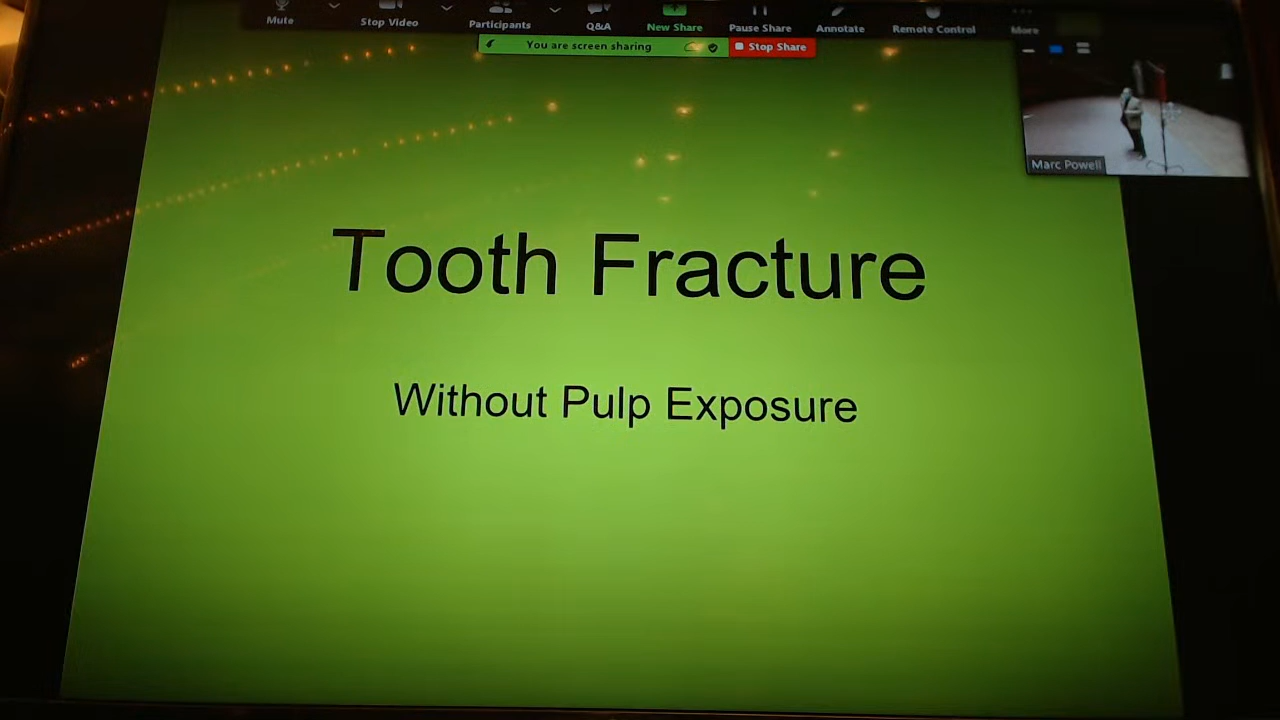 Mute Stop Video Participants Q&A New Share Pause Share Annotate Remote Control More
You are screen sharing Stop Share
Marc Powell
Tooth Fracture
Without Pulp Exposure